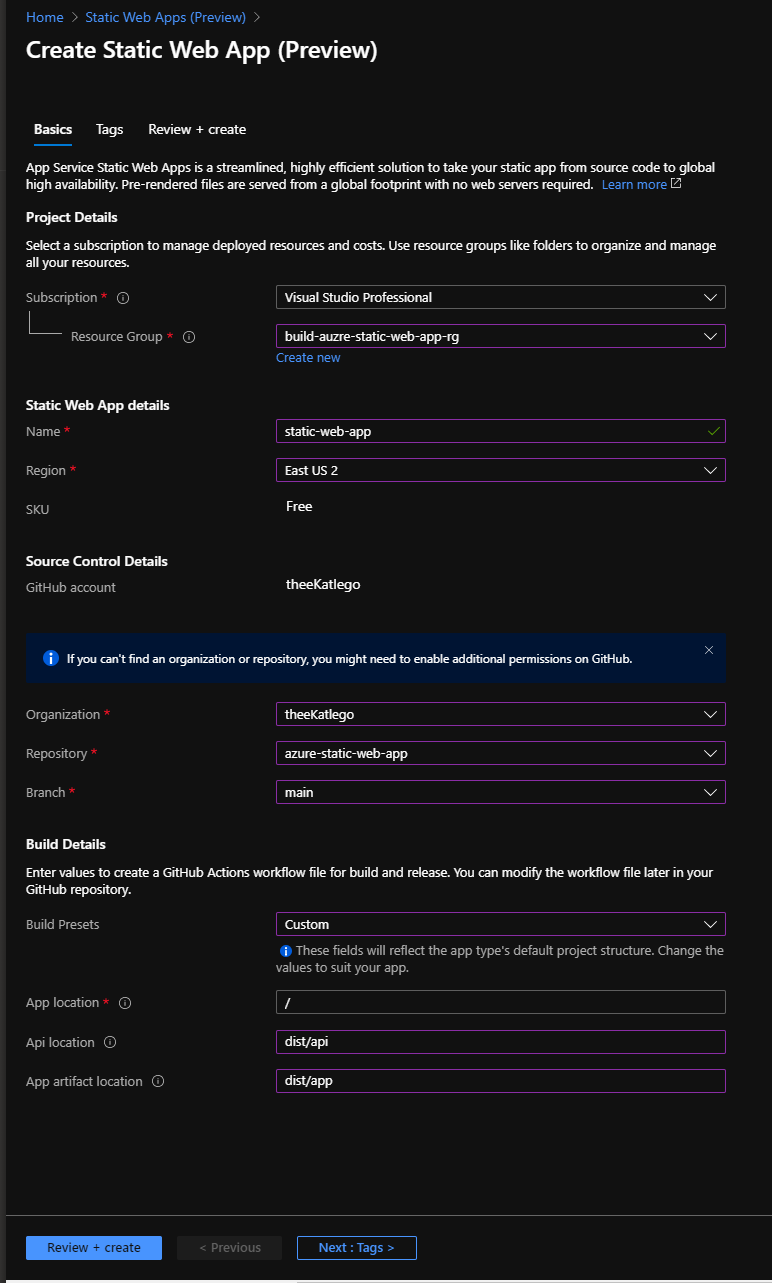 Home > Static Web Apps (Preview) >
Create Static Web App (Preview)
Basics Tags Review + create
App Service Static Web Apps is a streamlined, highly efficient solution to take your static app from source code to global
high availability. Pre-rendered files are served from a global footprint with no web servers required. Learn more
Project Details
Select a subscription to manage deployed resources and costs. Use resource groups like folders to organize and manage
all your resources.
Subscription * Visual Studio Professional
Resource Group * build-auzre-static-web-app-rg
Create new
Static Web App details
Name * static-web-app
Region * East US 2
SKU Free
Source Control Details
GitHub account theeKatlego
If you can't find an organization or repository, you might need to enable additional permissions on GitHub.
Organization * theeKatlego
Repository * azure-static-web-app
Branch * main
Build Details
Enter values to create a GitHub Actions workflow file for build and release. You can modify the workflow file later in your
GitHub repository.
Build Presets Custom
These fields will reflect the app type's default project structure. Change the
values to suit your app.
App location * /
Api location dist/api
App artifact location dist/app
Review + create < Previous Next : Tags >